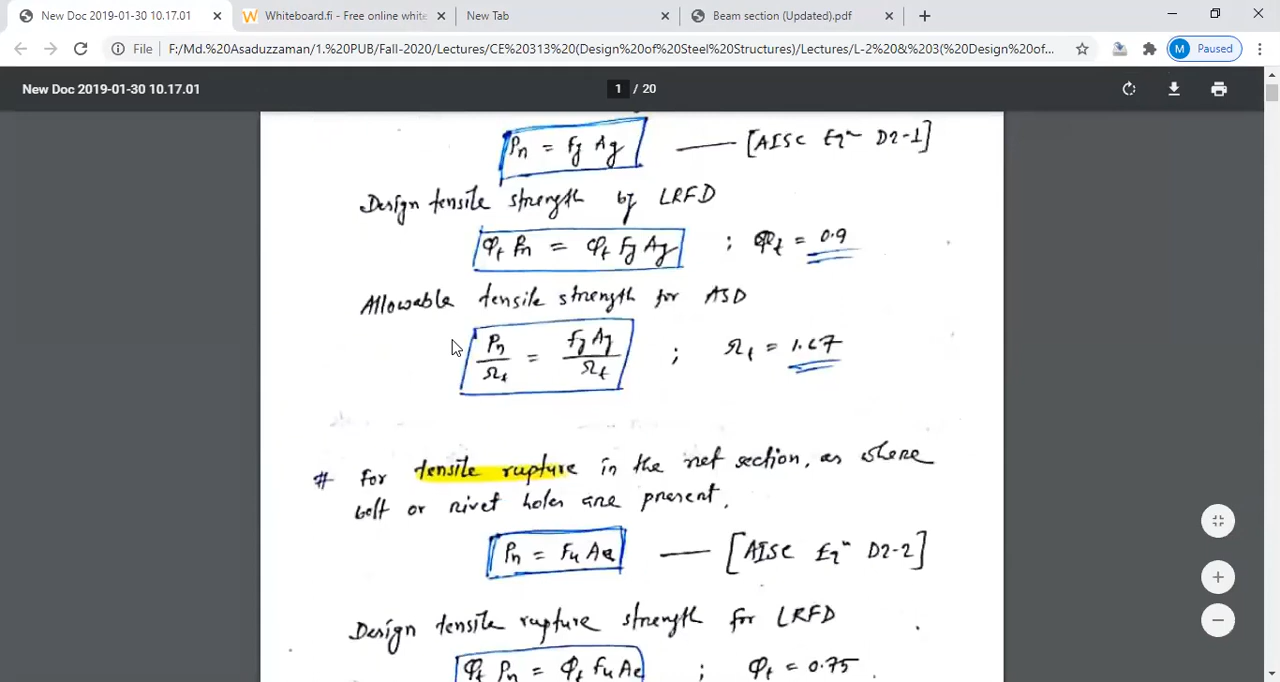 New Doc 2019-01-30 10.17.01
Whiteboard.fi - Free online white
New Tab
Beam section (Updated).pdf
File F:/Md.%20Asaduzzaman/1.%20PUB/Fall-2020/Lectures/CE%20313%20(Design%20of%20Steel%20Structures)/Lectures/L-2%20&%203(%20Design%20of...
M Paused
New Doc 2019-01-30 10.17.01
1 / 20
Pn = Fy Ag — [AISC Eqn D2-1]
Design tensile strength by LRFD
φt Pn = φt Fy Ag ; φt = 0.9
Allowable tensile strength for ASD
Pn/Ωt = Fy Ag/Ωt ; Ωt = 1.67
# For tensile rupture in the net section, as where
bolt or rivet holes are present.
Pn = Fu Ae — [AISC Eqn D2-2]
Design tensile rupture strength for LRFD
φt Pn = φt Fu Ae ; φt = 0.75